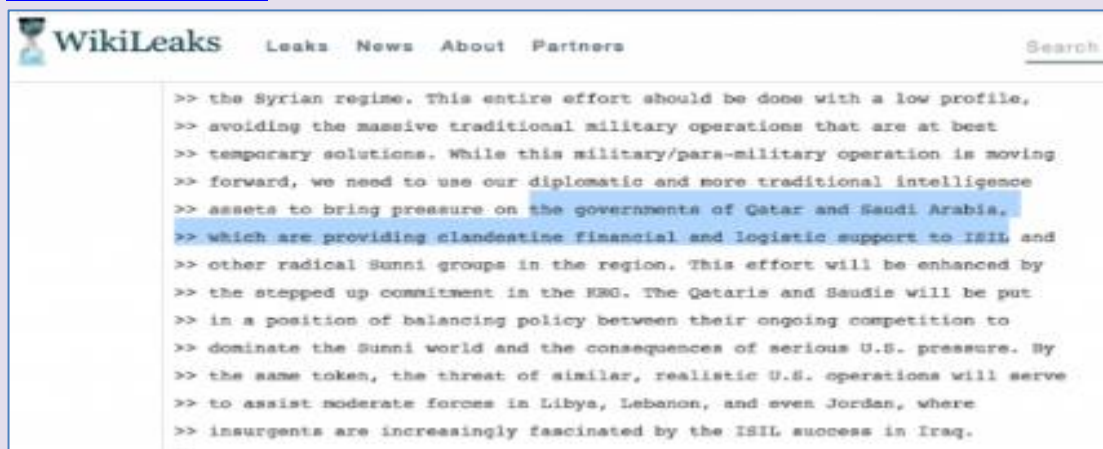 WikiLeaks Leaks News About Partners Search
>> the Syrian regime. This entire effort should be done with a low profile,
>> avoiding the massive traditional military operations that are at best
>> temporary solutions. While this military/para-military operation is moving
>> forward, we need to use our diplomatic and more traditional intelligence
>> assets to bring pressure on the governments of Qatar and Saudi Arabia,
>> which are providing clandestine financial and logistic support to ISIL and
>> other radical Sunni groups in the region. This effort will be enhanced by
>> the stepped up commitment in the KRG. The Qataris and Saudis will be put
>> in a position of balancing policy between their ongoing competition to
>> dominate the Sunni world and the consequences of serious U.S. pressure. By
>> the same token, the threat of similar, realistic U.S. operations will serve
>> to assist moderate forces in Libya, Lebanon, and even Jordan, where
>> insurgents are increasingly fascinated by the ISIL success in Iraq.